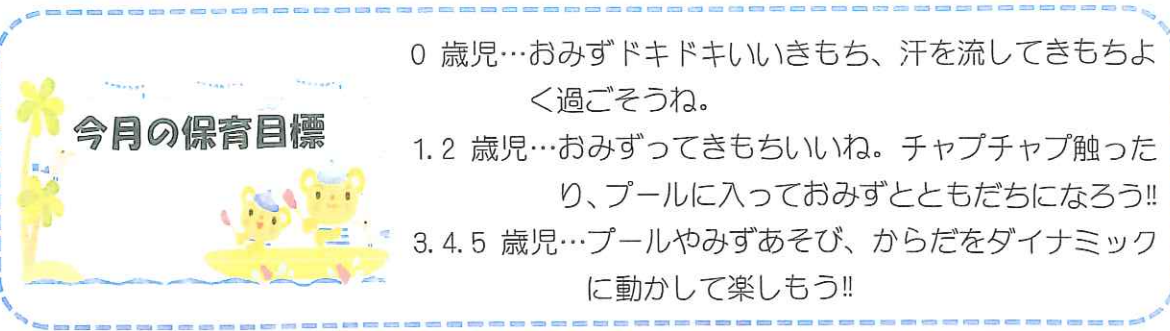 今月の保育目標
0 歳児…おみずドキドキいいきもち、汗を流してきもちよ
く過ごそうね。
1.2 歳児…おみずってきもちいいね。チャプチャプ触った
り、プールに入っておみずとともだちになろう!!
3.4.5 歳児…プールやみずあそび、からだをダイナミック
に動かして楽しもう!!